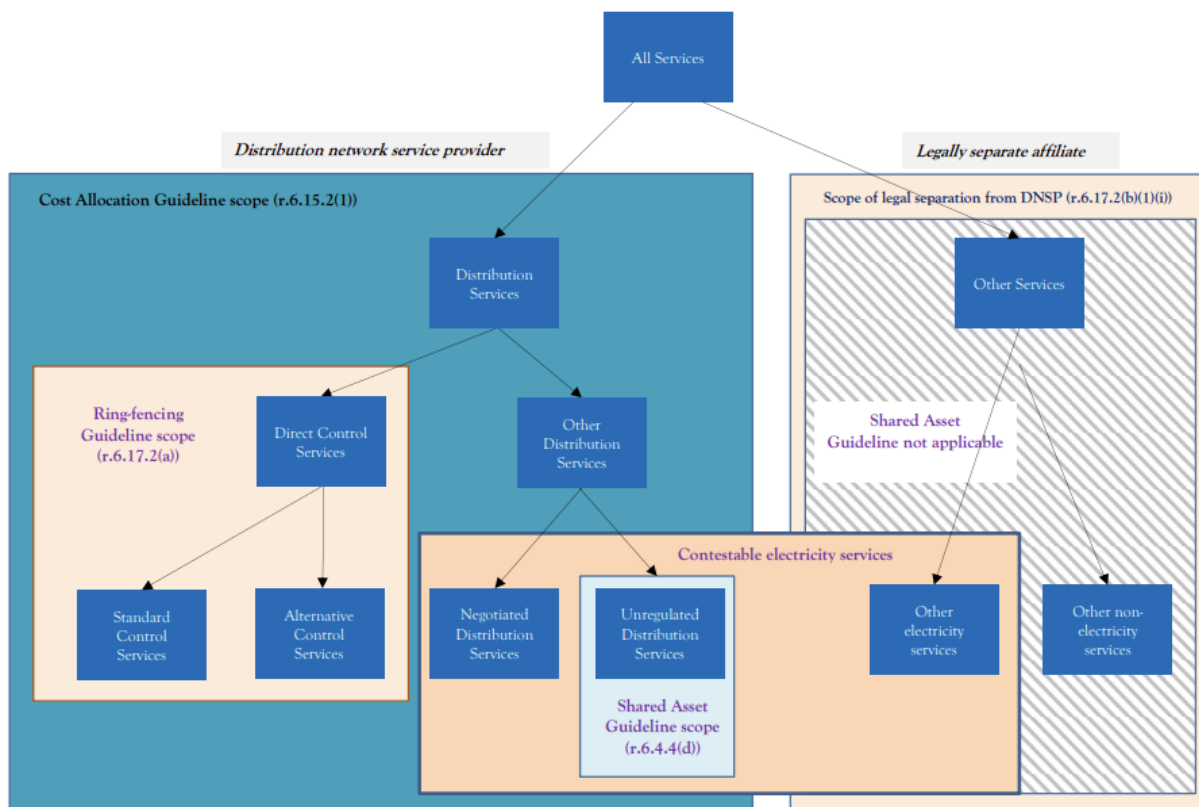 All Services
Distribution network service provider
Legally separate affiliate
Cost Allocation Guideline scope (r.6.15.2(1))
Scope of legal separation from DNSP (r.6.17.2(b)(1)(i))
Distribution
Services
Other Services
Ring-fencing
Guideline scope
(r.6.17.2(a))
Direct Control
Services
Other
Distribution
Services
Shared Asset
Guideline not applicable
Contestable electricity services
Standard
Control
Services
Alternative
Control
Services
Negotiated
Distribution
Services
Unregulated
Distribution
Services
Other
electricity
services
Other non-
electricity
services
Shared Asset
Guideline scope
(r.6.4.4(d))